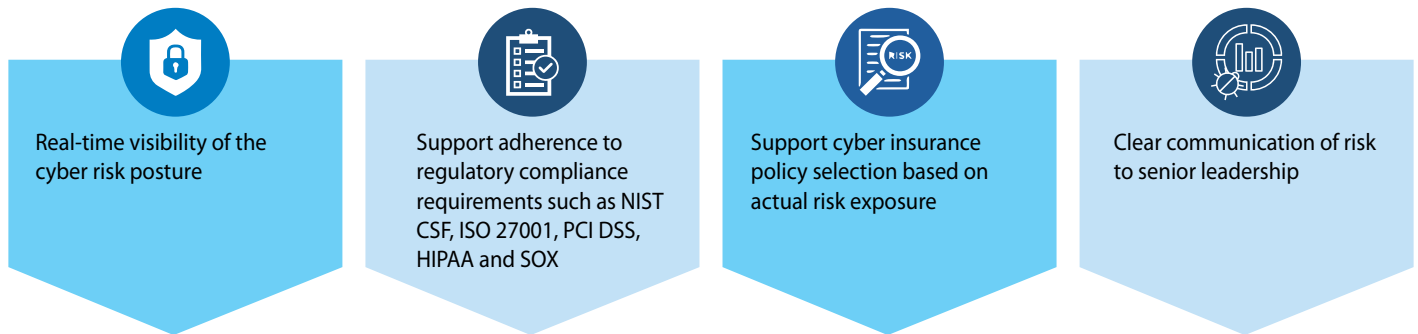 Real-time visibility of the
cyber risk posture
Support adherence to
regulatory compliance
requirements such as NIST
CSF, ISO 27001, PCI DSS,
HIPAA and SOX
RISK
Support cyber insurance
policy selection based on
actual risk exposure
Clear communication of risk
to senior leadership